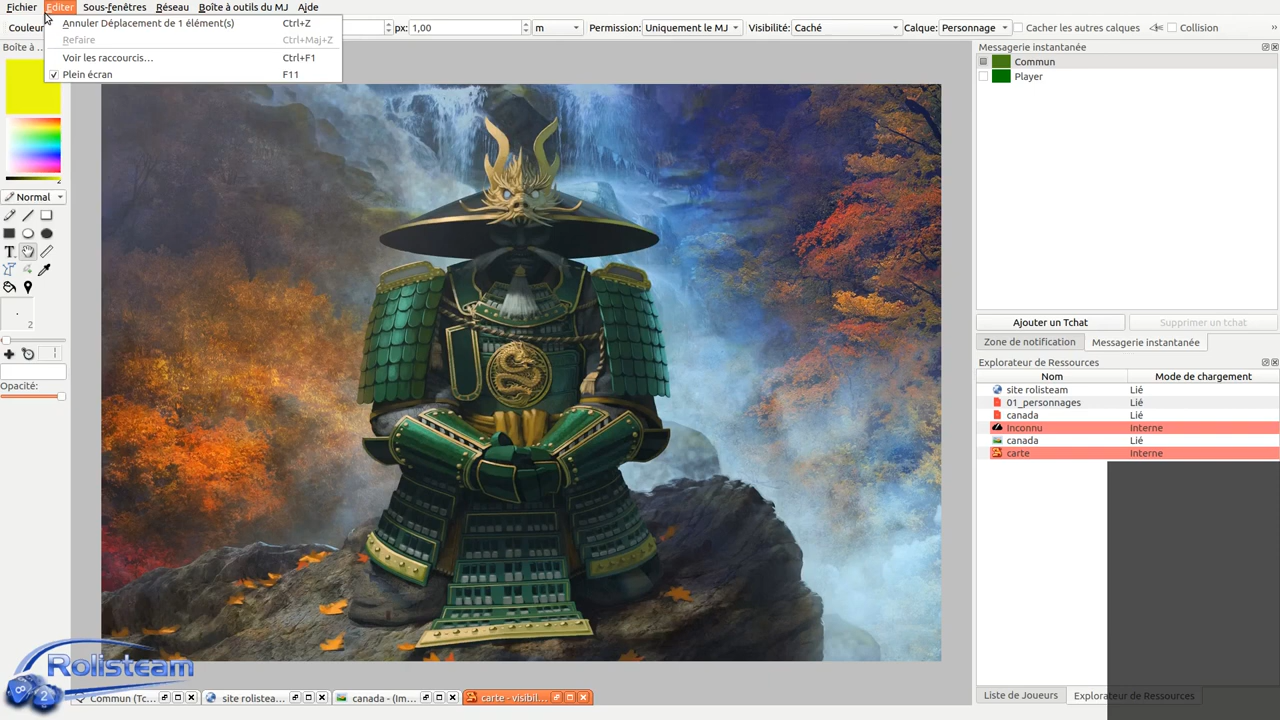 Fichier Editer Sous-fenêtres Réseau Boîte à outils du MJ Aide
Annuler Déplacement de 1 élément(s) Ctrl+Z
Refaire Ctrl+Maj+Z
Voir les raccourcis… Ctrl+F1
Plein écran F11
Couleur px: 1,00 m Permission: Uniquement le MJ Visibilité: Caché Calque: Personnage Cacher les autres calques Collision
Boîte à ...
Normal
T
2
Opacité:
Messagerie instantanée
Commun
Player
Ajouter un Tchat Supprimer un tchat
Zone de notification Messagerie instantanée
Explorateur de Ressources
Nom Mode de chargement
site rolisteam Lié
01_personnages Lié
canada Lié
Inconnu Interne
canada Lié
carte Interne
Liste de Joueurs Explorateur de Ressources
Rolisteam
8 2
Commun (Tc... site rolistea... canada - (Im... carte - visibil...